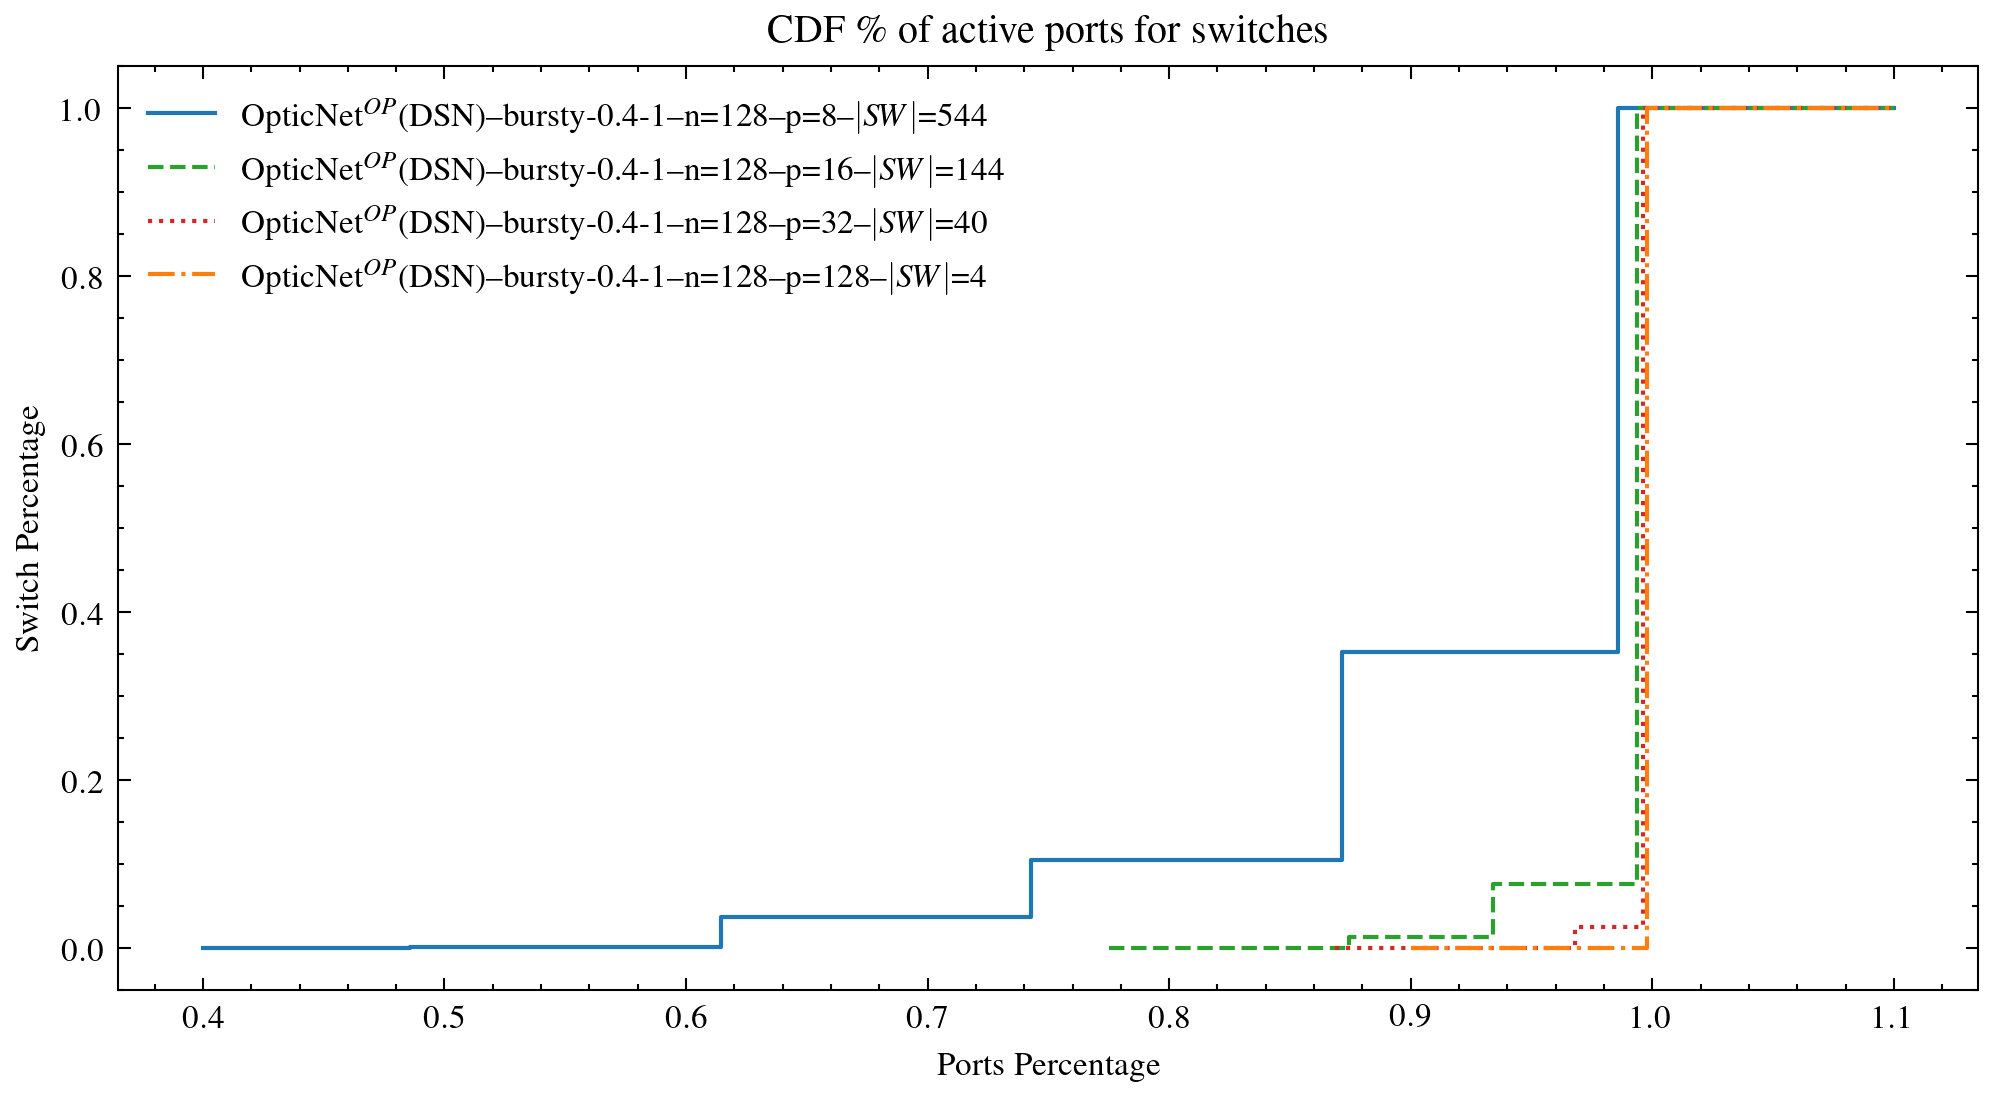 CDF % of active ports for switches
OpticNet^OP(DSN)–bursty-0.4-1–n=128–p=8–|SW|=544
OpticNet^OP(DSN)–bursty-0.4-1–n=128–p=16–|SW|=144
OpticNet^OP(DSN)–bursty-0.4-1–n=128–p=32–|SW|=40
OpticNet^OP(DSN)–bursty-0.4-1–n=128–p=128–|SW|=4
1.0
0.8
0.6
0.4
0.2
0.0
Switch Percentage
0.4 0.5 0.6 0.7 0.8 0.9 1.0 1.1
Ports Percentage